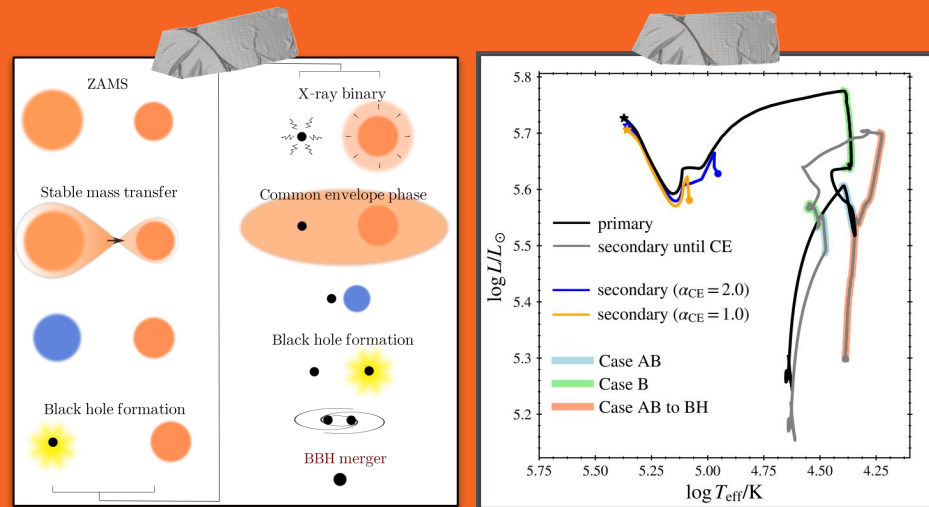 ZAMS
Stable mass transfer
Black hole formation
X-ray binary
Common envelope phase
Black hole formation
BBH merger
5.8
5.7
5.6
5.5
5.4
5.3
5.2
log L/L⊙
primary
secondary until CE
secondary (αCE = 2.0)
secondary (αCE = 1.0)
Case AB
Case B
Case AB to BH
5.75 5.50 5.25 5.00 4.75 4.50 4.25
log Teff/K